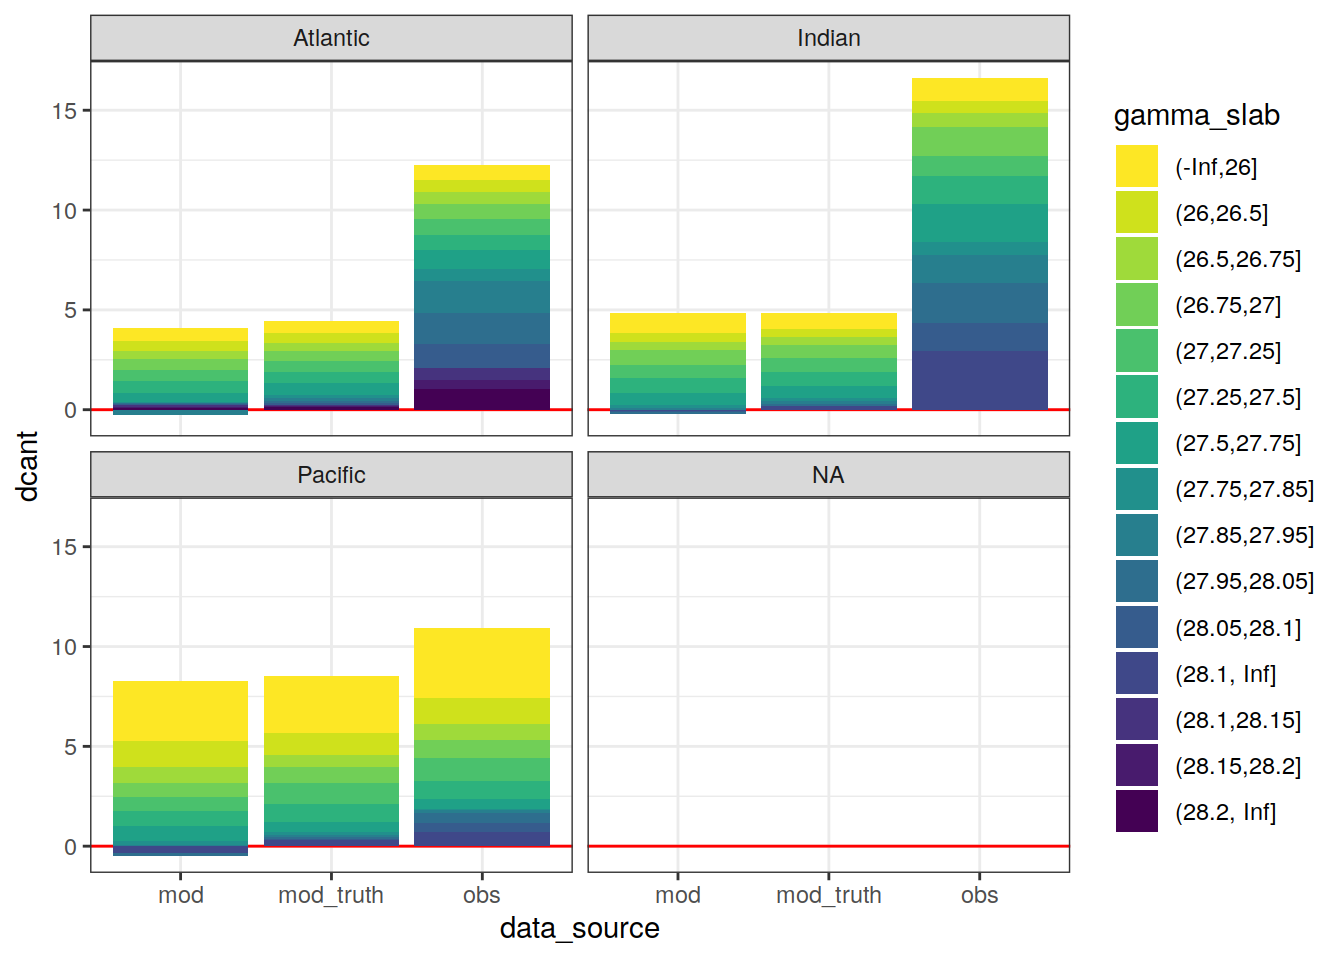 Atlantic
Indian
15
10
5
0
Pacific
NA
15
10
5
0
mod
mod_truth
obs
mod
mod_truth
obs
data_source
dcant
gamma_slab
(-Inf,26]
(26,26.5]
(26.5,26.75]
(26.75,27]
(27,27.25]
(27.25,27.5]
(27.5,27.75]
(27.75,27.85]
(27.85,27.95]
(27.95,28.05]
(28.05,28.1]
(28.1, Inf]
(28.1,28.15]
(28.15,28.2]
(28.2, Inf]